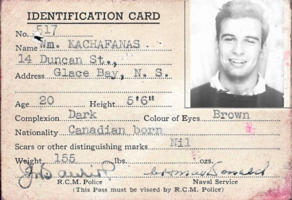 IDENTIFICATION CARD
No. 517
Name Wm. KACHAFANAS
14 Duncan St.,
Address Glace Bay, N. S.
Age 20 Height 5'6"
Complexion Dark Colour of Eyes Brown
Nationality Canadian born
Scars or other distinguishing marks Nil
Weight 155 lbs. ozs.
R.C.M. Police Naval Service
(This Pass must be vised by R.C.M. Police)